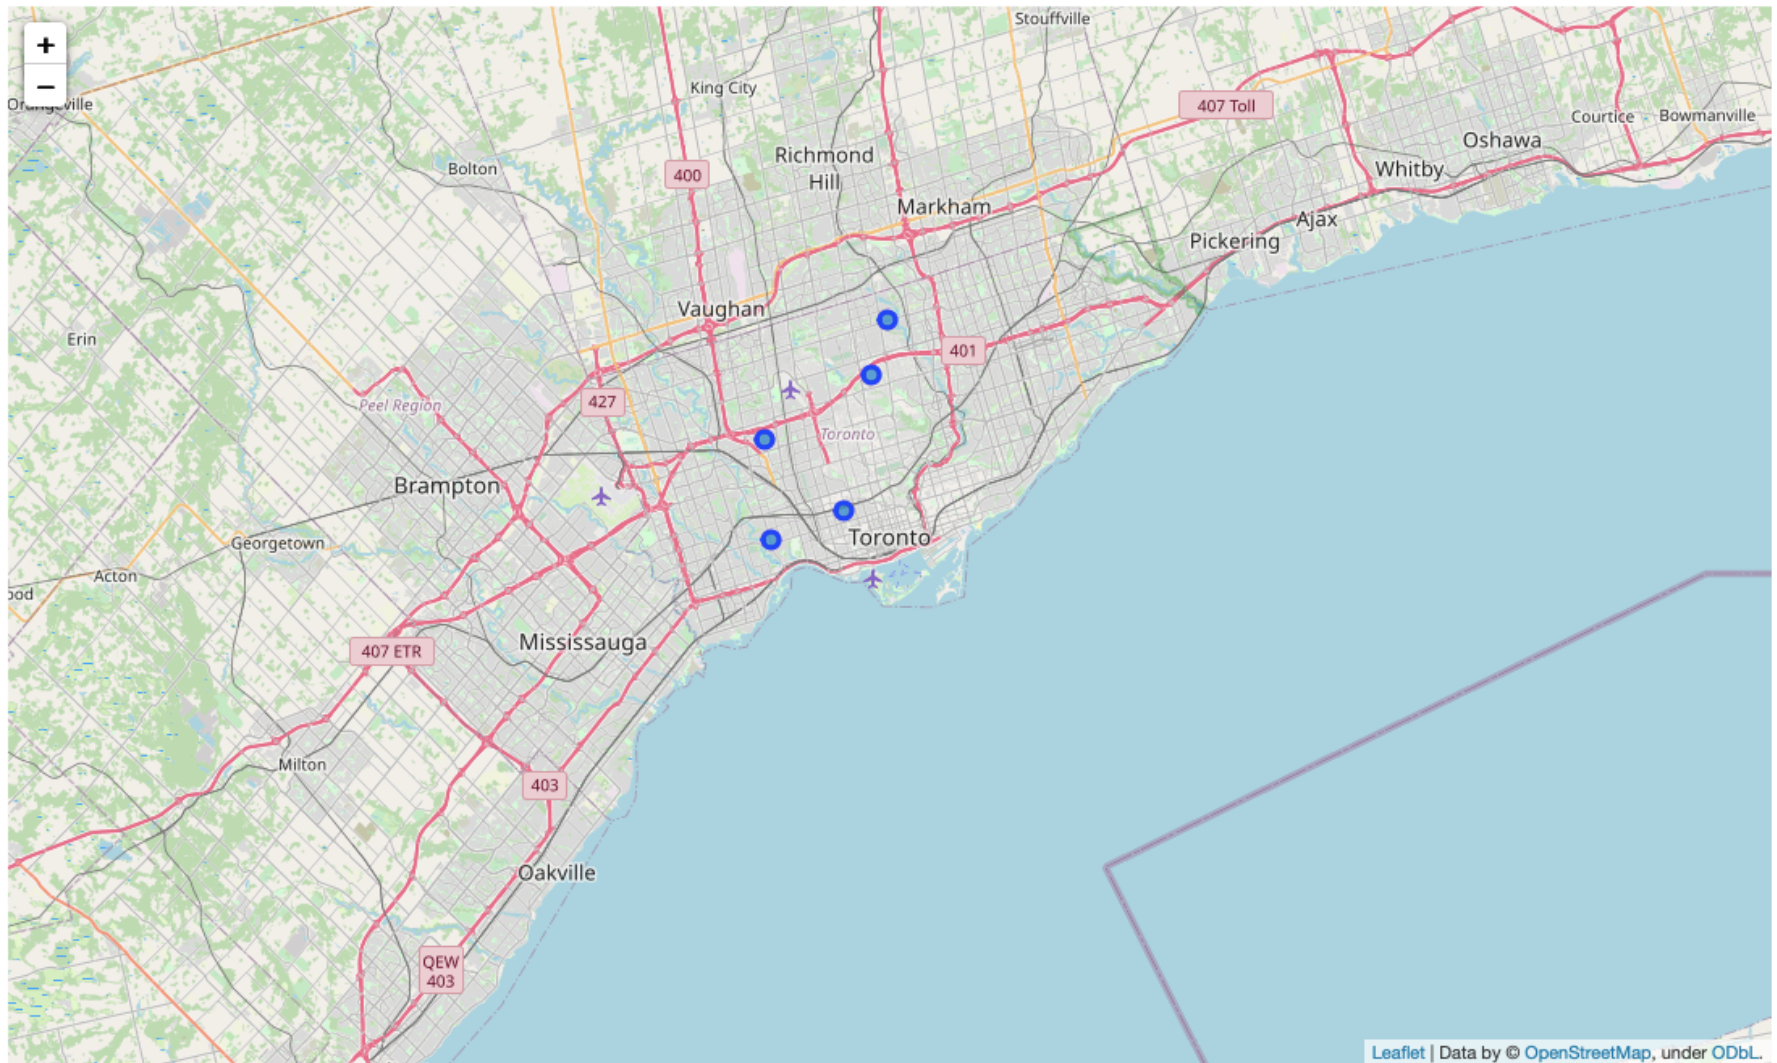 Stouffville
+
−
King City
Orangeville
407 Toll
Courtice
Bowmanville
Oshawa
Richmond
Hill
Bolton
400
Whitby
Markham
Ajax
Pickering
Vaughan
Erin
401
427
Peel Region
Toronto
Brampton
Toronto
Georgetown
Acton
ood
Mississauga
407 ETR
Milton
403
Oakville
QEW
403
Leaflet | Data by © OpenStreetMap, under ODbL.